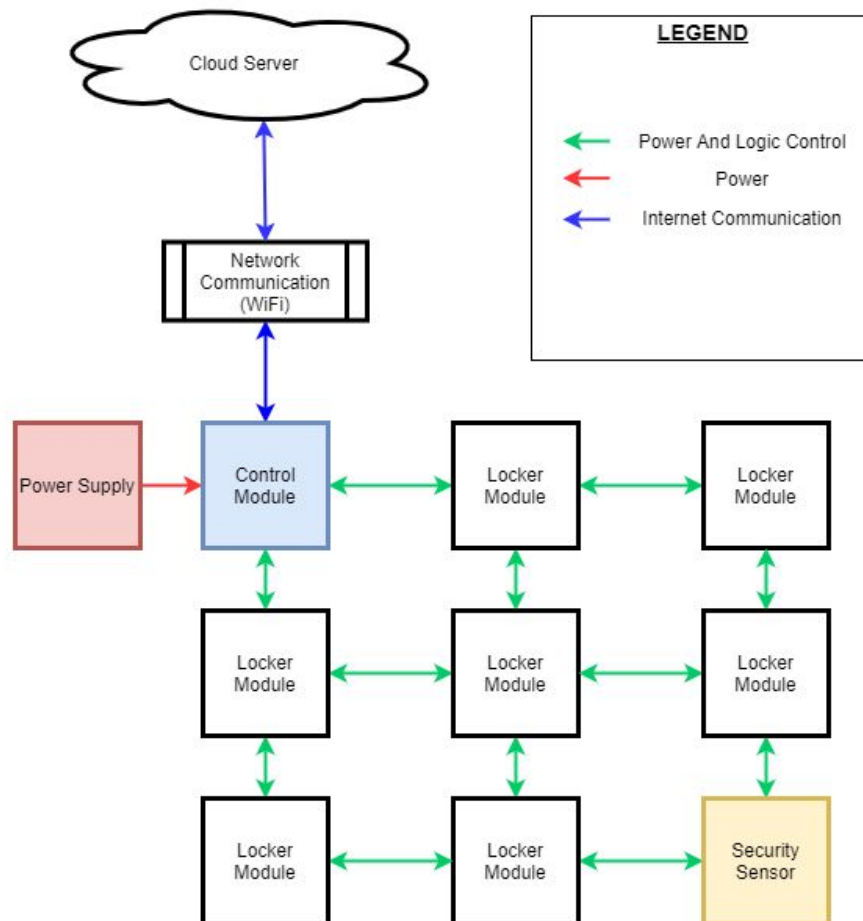 LEGEND
Cloud Server
Power And Logic Control
Power
Internet Communication
Network
Communication
(WiFi)
Power Supply
Control
Module
Locker
Module
Locker
Module
Locker
Module
Locker
Module
Locker
Module
Locker
Module
Locker
Module
Security
Sensor